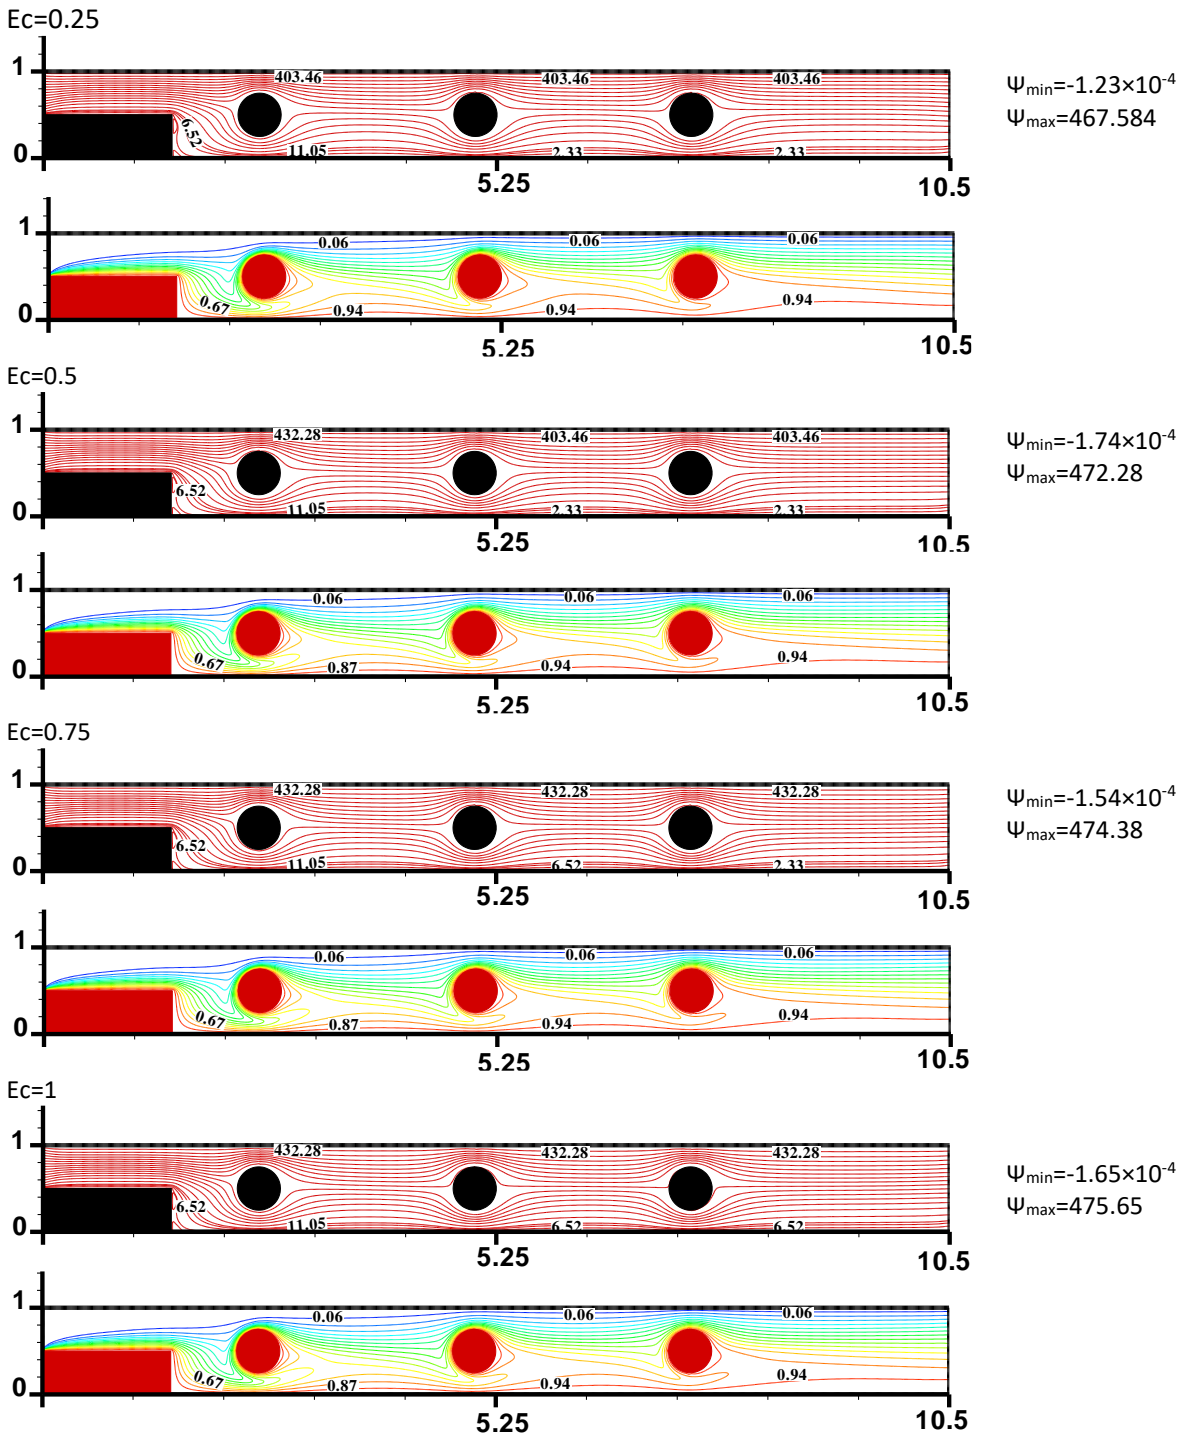 Ec=0.25
1
403.46 403.46 403.46
Ψmin=-1.23×10-4
Ψmax=467.584
6.52
0
11.05 2.33 2.33
5.25 10.5
1
0.06 0.06 0.06
0.67 0.94 0.94 0.94
0
5.25 10.5
Ec=0.5
1
432.28 403.46 403.46
Ψmin=-1.74×10-4
Ψmax=472.28
6.52
0
11.05 2.33 2.33
5.25 10.5
1
0.06 0.06 0.06
0.67 0.87 0.94 0.94
0
5.25 10.5
Ec=0.75
1
432.28 432.28 432.28
Ψmin=-1.54×10-4
Ψmax=474.38
6.52
0
11.05 6.52 2.33
5.25 10.5
1
0.06 0.06 0.06
0.67 0.87 0.94 0.94
0
5.25 10.5
Ec=1
1
432.28 432.28 432.28
Ψmin=-1.65×10-4
Ψmax=475.65
6.52
0
11.05 6.52 6.52
5.25 10.5
1
0.06 0.06 0.06
0.67 0.87 0.94 0.94
0
5.25 10.5